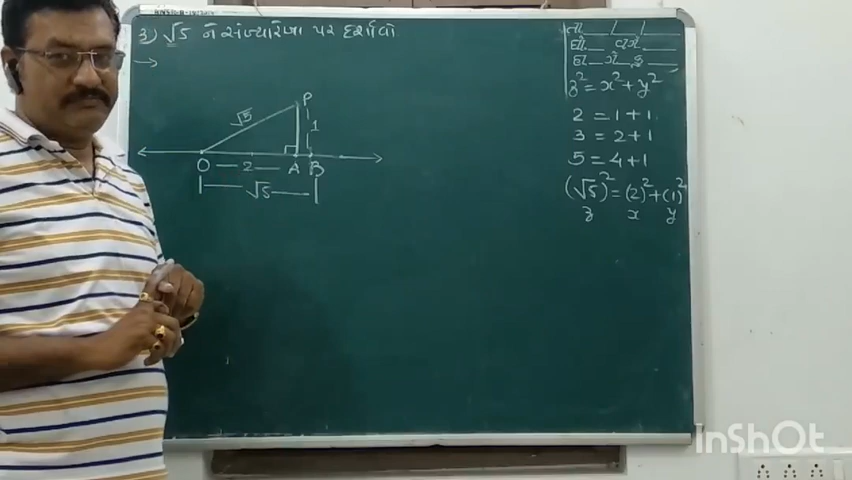 ૩) √5 ને સંખ્યારેખા પર દર્શાવો
→
P
√5
1
O — 2 — A B
√5
તા. / /
z² = x² + y²
2 = 1 + 1
3 = 2 + 1
5 = 4 + 1
(√5)² = (2)² + (1)²
z x y
InShOt